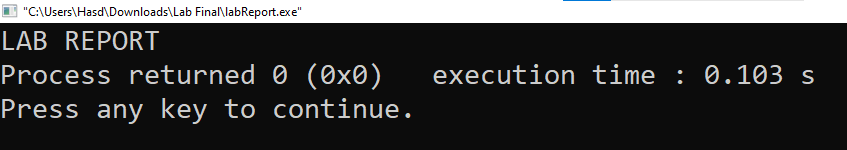 "C:\Users\Hasd\Downloads\Lab Final\labReport.exe"
LAB REPORT
Process returned 0 (0x0)   execution time : 0.103 s
Press any key to continue.